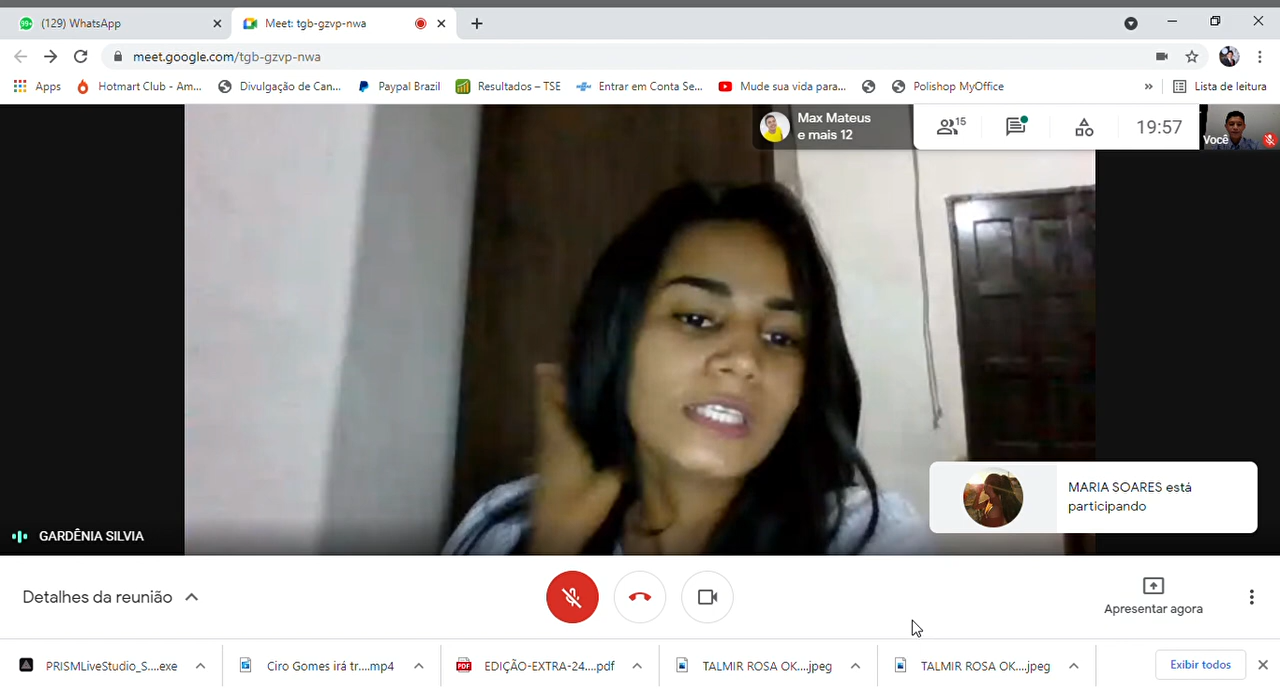 99+ (129) WhatsApp
Meet: tgb-gzvp-nwa
meet.google.com/tgb-gzvp-nwa
Apps
Hotmart Club - Am...
Divulgação de Can...
Paypal Brazil
Resultados – TSE
Entrar em Conta Se...
Mude sua vida para...
Polishop MyOffice
»
Lista de leitura
Max Mateus
e mais 12
15
19:57
Você
MARIA SOARES está
participando
GARDÊNIA SILVIA
Detalhes da reunião
Apresentar agora
PRISMLiveStudio_S....exe
Ciro Gomes irá tr....mp4
PDF
EDIÇÃO-EXTRA-24....pdf
TALMIR ROSA OK....jpeg
TALMIR ROSA OK....jpeg
Exibir todos